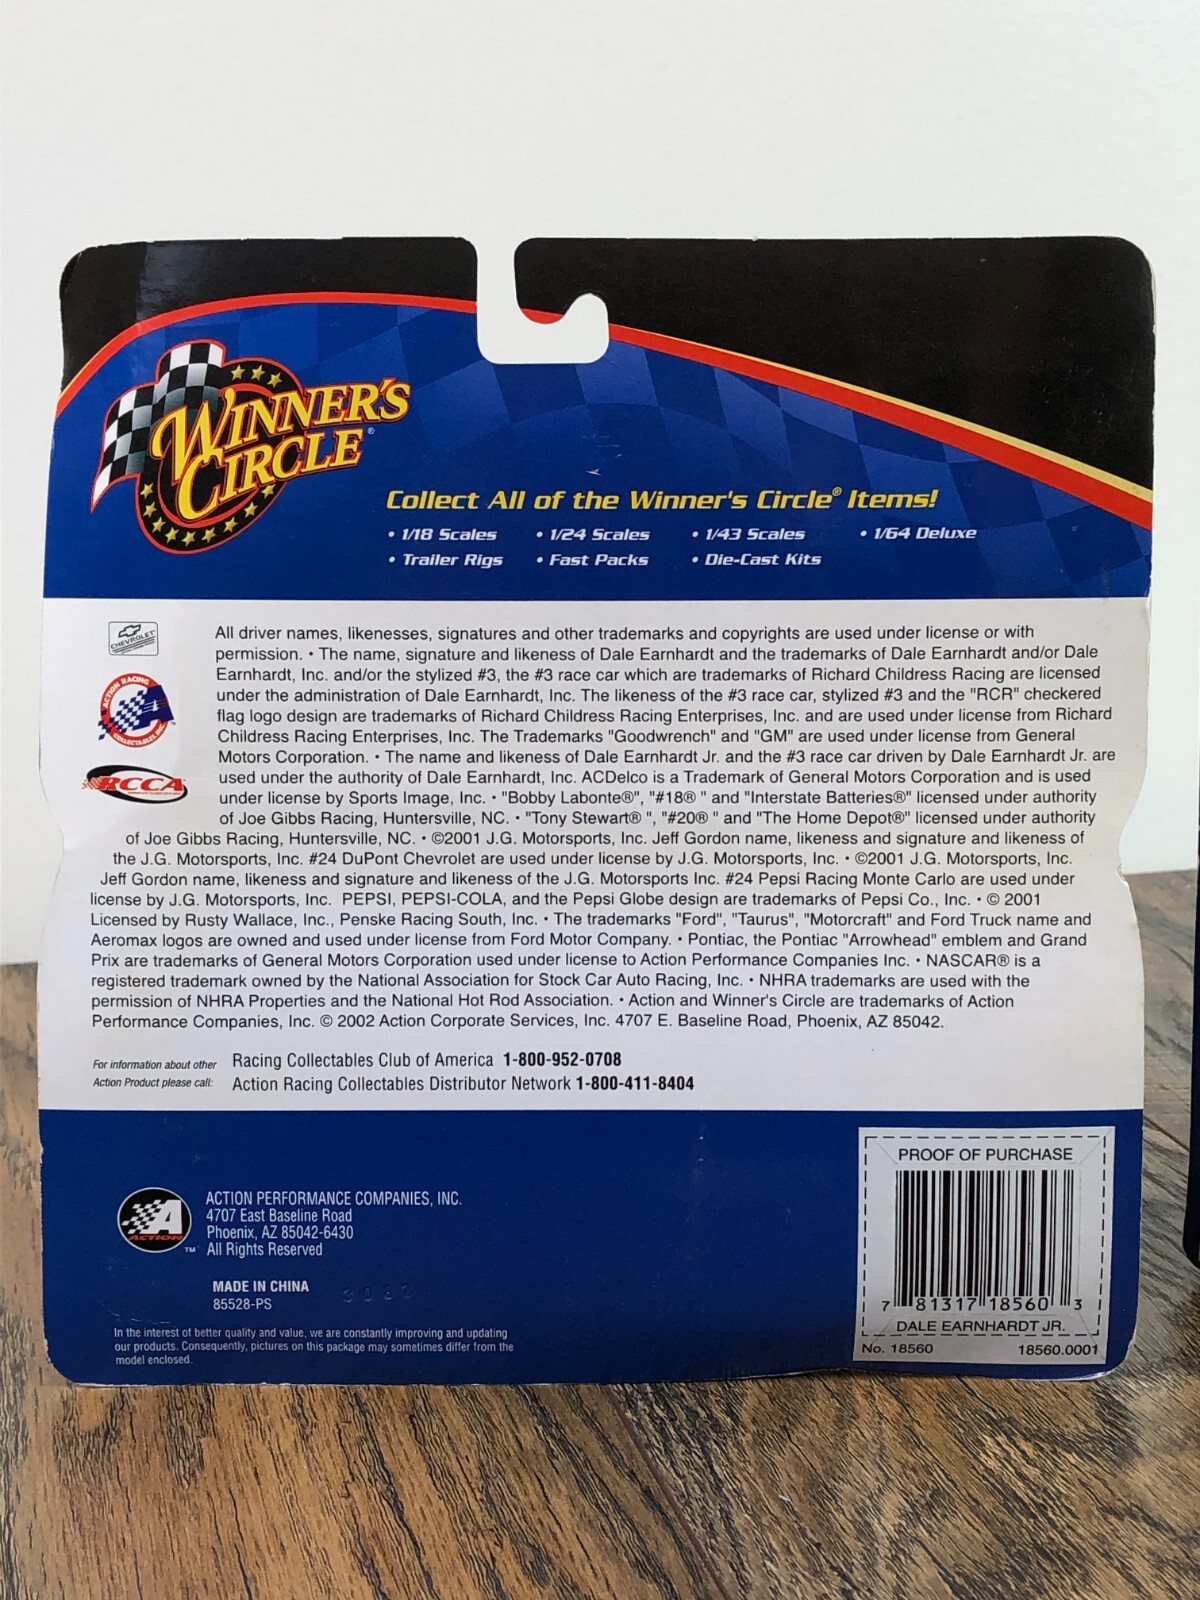 WINNER'S
CIRCLE®
Collect All of the Winner's Circle® Items!
• 1/18 Scales • 1/24 Scales • 1/43 Scales • 1/64 Deluxe
• Trailer Rigs • Fast Packs • Die-Cast Kits
CHEVROLET
ACTION RACING
COLLECTABLES, INC.
RCCA
All driver names, likenesses, signatures and other trademarks and copyrights are used under license or with
permission. • The name, signature and likeness of Dale Earnhardt and the trademarks of Dale Earnhardt and/or Dale
Earnhardt, Inc. and/or the stylized #3, the #3 race car which are trademarks of Richard Childress Racing are licensed
under the administration of Dale Earnhardt, Inc. The likeness of the #3 race car, stylized #3 and the "RCR" checkered
flag logo design are trademarks of Richard Childress Racing Enterprises, Inc. and are used under license from Richard
Childress Racing Enterprises, Inc. The Trademarks "Goodwrench" and "GM" are used under license from General
Motors Corporation. • The name and likeness of Dale Earnhardt Jr. and the #3 race car driven by Dale Earnhardt Jr. are
used under the authority of Dale Earnhardt, Inc. ACDelco is a Trademark of General Motors Corporation and is used
under license by Sports Image, Inc. • "Bobby Labonte®", "#18® " and "Interstate Batteries®" licensed under authority
of Joe Gibbs Racing, Huntersville, NC. • "Tony Stewart® ", "#20® " and "The Home Depot®" licensed under authority
of Joe Gibbs Racing, Huntersville, NC. • ©2001 J.G. Motorsports, Inc. Jeff Gordon name, likeness and signature and likeness of
the J.G. Motorsports, Inc. #24 DuPont Chevrolet are used under license by J.G. Motorsports, Inc. • ©2001 J.G. Motorsports, Inc.
Jeff Gordon name, likeness and signature and likeness of the J.G. Motorsports Inc. #24 Pepsi Racing Monte Carlo are used under
license by J.G. Motorsports, Inc. PEPSI, PEPSI-COLA, and the Pepsi Globe design are trademarks of Pepsi Co., Inc. • © 2001
Licensed by Rusty Wallace, Inc., Penske Racing South, Inc. • The trademarks "Ford", "Taurus", "Motorcraft" and Ford Truck name and
Aeromax logos are owned and used under license from Ford Motor Company. • Pontiac, the Pontiac "Arrowhead" emblem and Grand
Prix are trademarks of General Motors Corporation used under license to Action Performance Companies Inc. • NASCAR® is a
registered trademark owned by the National Association for Stock Car Auto Racing, Inc. • NHRA trademarks are used with the
permission of NHRA Properties and the National Hot Rod Association. • Action and Winner's Circle are trademarks of Action
Performance Companies, Inc. © 2002 Action Corporate Services, Inc. 4707 E. Baseline Road, Phoenix, AZ 85042.
For information about other Racing Collectables Club of America 1-800-952-0708
Action Product please call: Action Racing Collectables Distributor Network 1-800-411-8404
A
ACTION
TM
ACTION PERFORMANCE COMPANIES, INC.
4707 East Baseline Road
Phoenix, AZ 85042-6430
All Rights Reserved
MADE IN CHINA
85528-PS
In the interest of better quality and value, we are constantly improving and updating
our products. Consequently, pictures on this package may sometimes differ from the
model enclosed.
PROOF OF PURCHASE
7 81317 18560 3
DALE EARNHARDT JR.
No. 18560 18560.0001